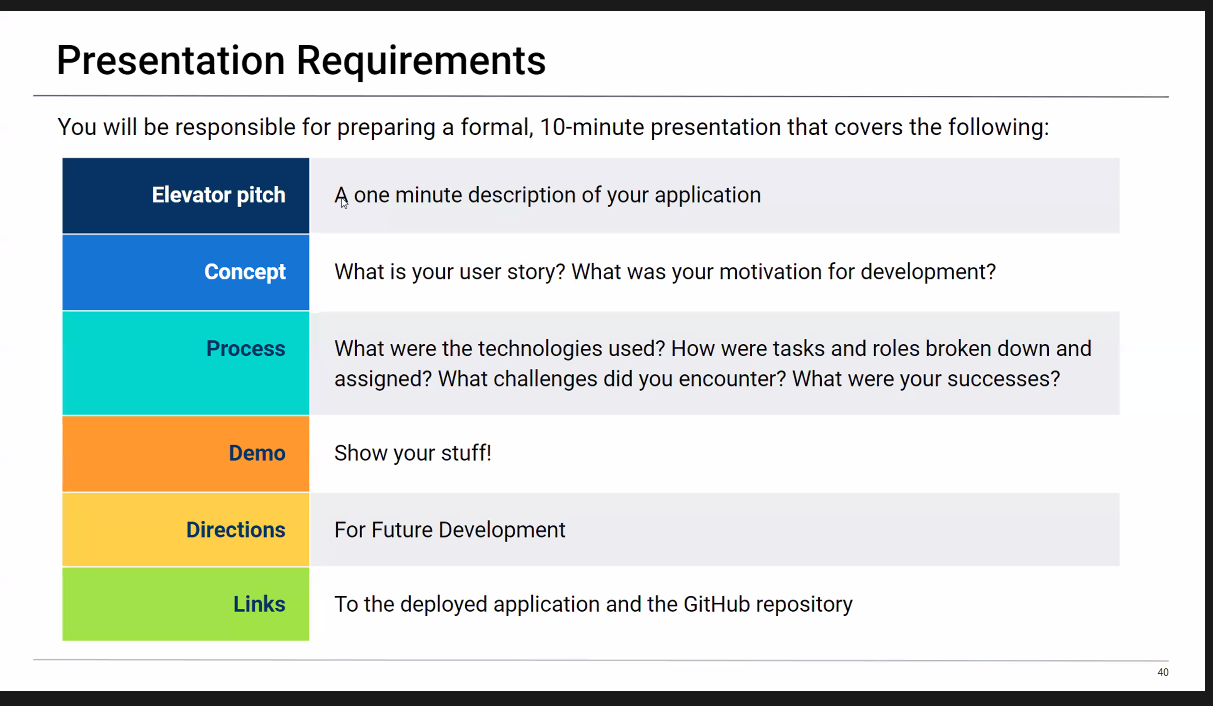 Presentation Requirements
You will be responsible for preparing a formal, 10-minute presentation that covers the following:
Elevator pitch
A one minute description of your application
Concept
What is your user story? What was your motivation for development?
Process
What were the technologies used? How were tasks and roles broken down and
assigned? What challenges did you encounter? What were your successes?
Demo
Show your stuff!
Directions
For Future Development
Links
To the deployed application and the GitHub repository
40